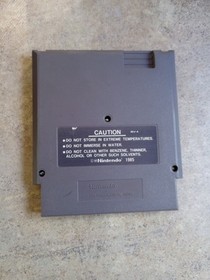 CAUTION
●DO NOT STORE IN EXTREME TEMPERATURES.
●DO NOT IMMERSE IN WATER.
●DO NOT CLEAN WITH BENZENE, THINNER,
ALCOHOL OR OTHER SUCH SOLVENTS.
©Nintendo 1985